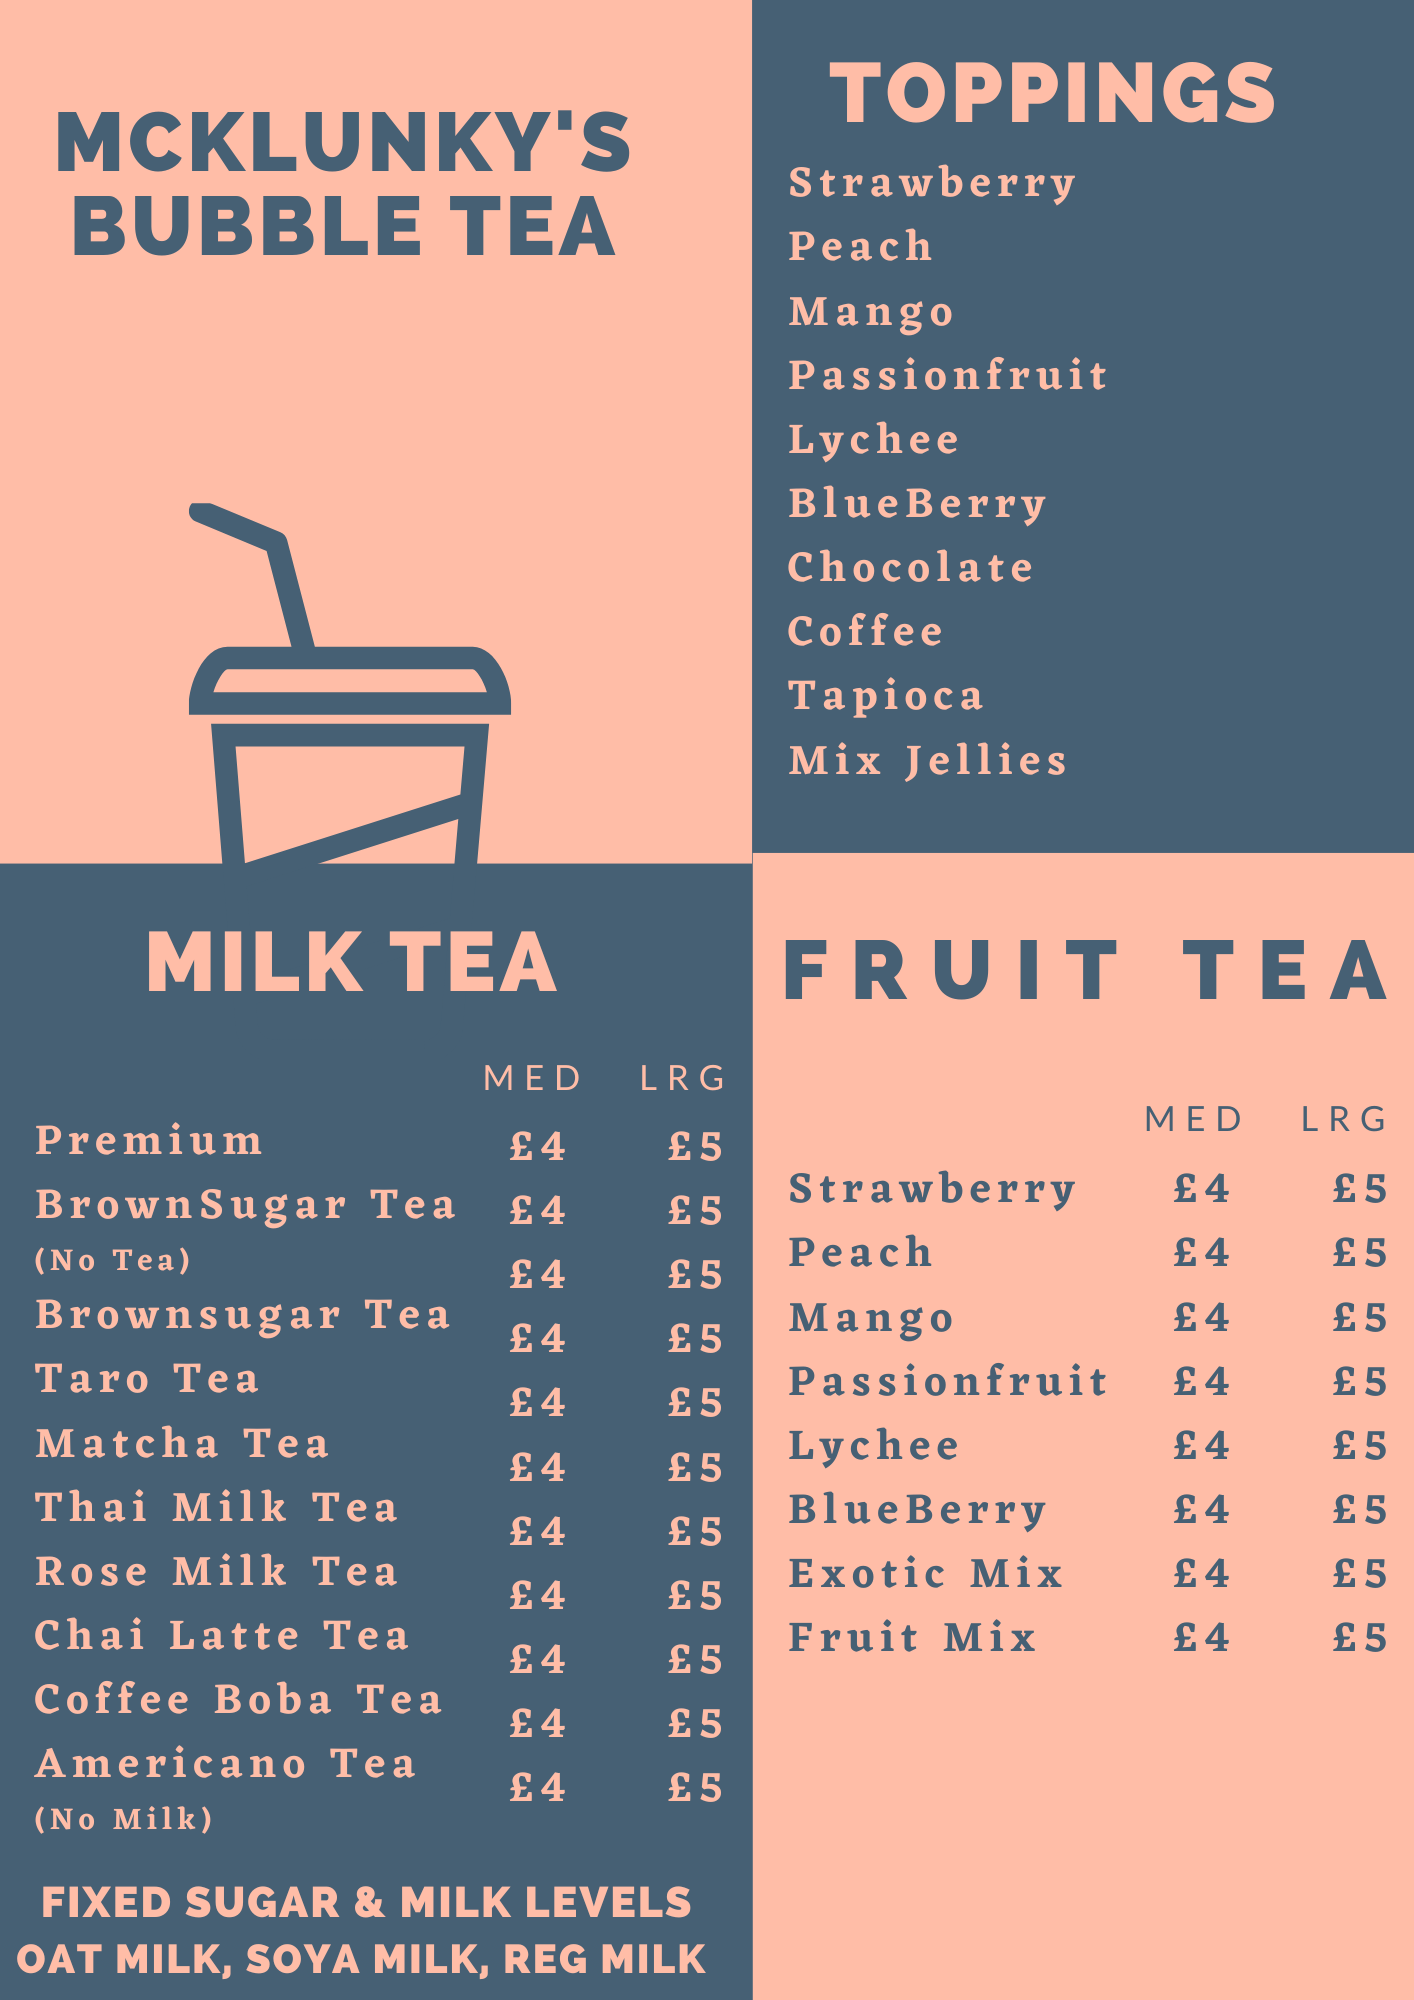 MCKLUNKY'S
BUBBLE TEA
TOPPINGS
Strawberry
Peach
Mango
Passionfruit
Lychee
BlueBerry
Chocolate
Coffee
Tapioca
Mix Jellies
MILK TEA
MED LRG
Premium £4 £5
BrownSugar Tea £4 £5
(No Tea) £4 £5
Brownsugar Tea £4 £5
Taro Tea £4 £5
Matcha Tea £4 £5
Thai Milk Tea £4 £5
Rose Milk Tea £4 £5
Chai Latte Tea £4 £5
Coffee Boba Tea £4 £5
Americano Tea £4 £5
(No Milk)
FIXED SUGAR & MILK LEVELS
OAT MILK, SOYA MILK, REG MILK
FRUIT TEA
MED LRG
Strawberry £4 £5
Peach £4 £5
Mango £4 £5
Passionfruit £4 £5
Lychee £4 £5
BlueBerry £4 £5
Exotic Mix £4 £5
Fruit Mix £4 £5